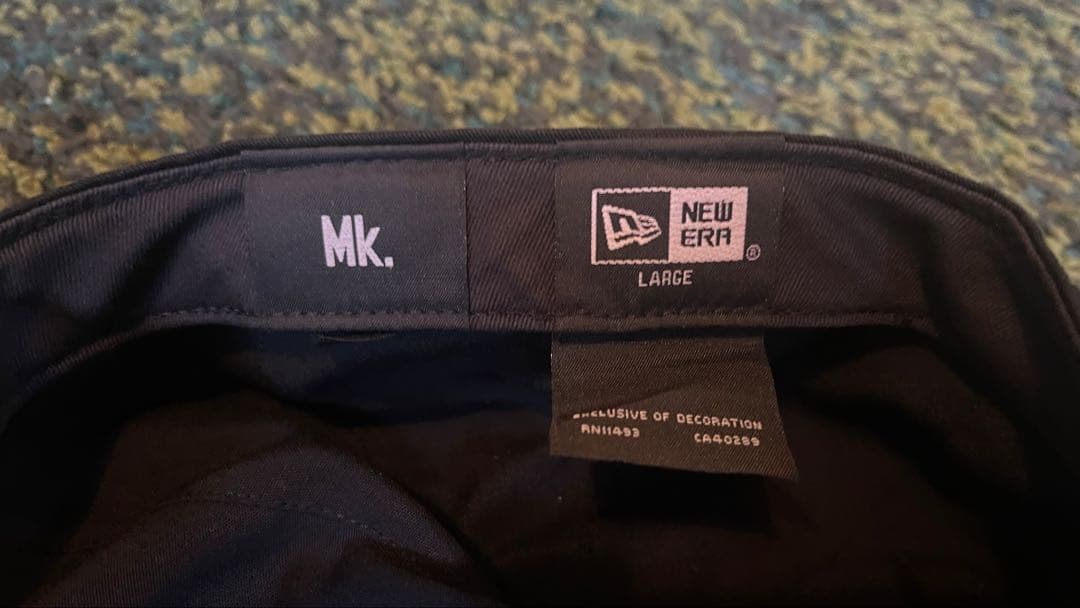 Mk.
NEW
ERA
®
LARGE
EXCLUSIVE OF DECORATION
RN11493 CA40289